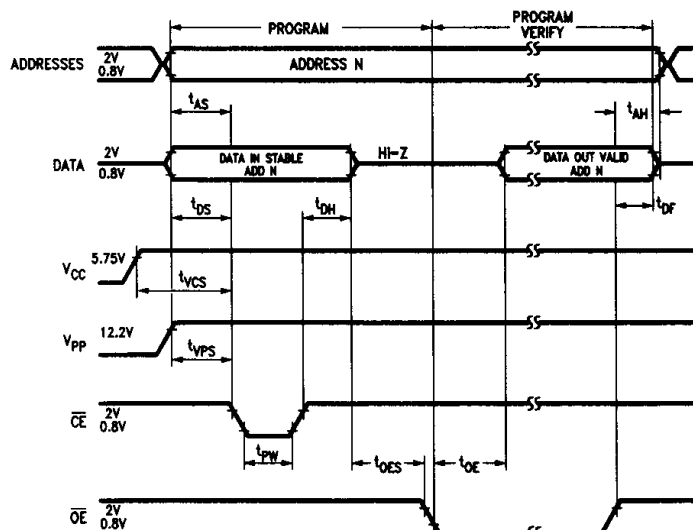 PROGRAM
PROGRAM
VERIFY
ADDRESSES
2V
0.8V
ADDRESS N
tAS
tAH
DATA
2V
0.8V
DATA IN STABLE
ADD N
HI-Z
DATA OUT VALID
ADD N
tDS
tDH
tDF
VCC
5.75V
tVCS
VPP
12.2V
tVPS
CE
2V
0.8V
tPW
tOES
tOE
OE
2V
0.8V